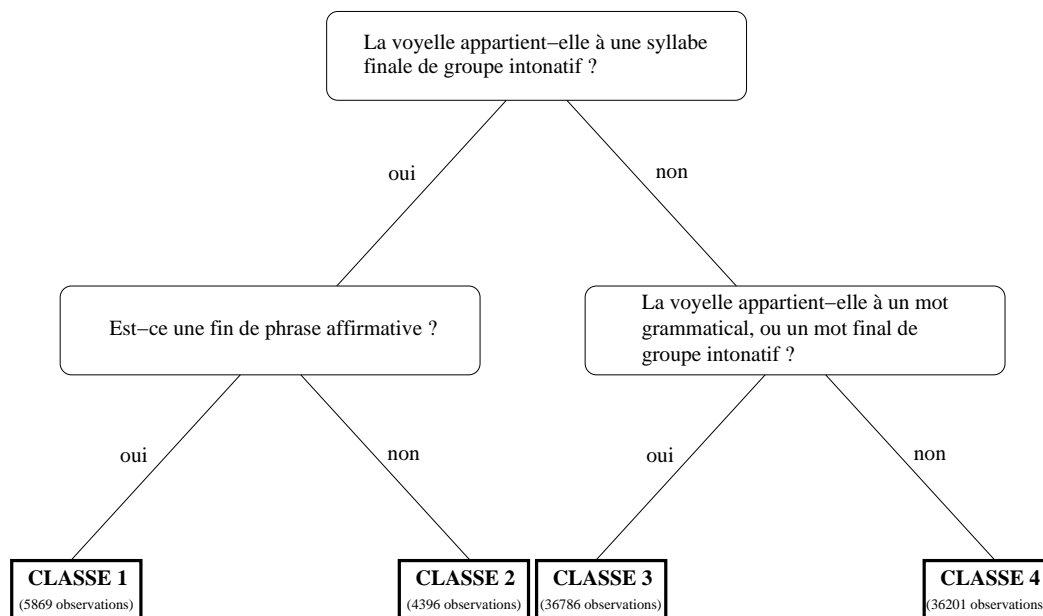 La voyelle appartient−elle à une syllabe
finale de groupe intonatif ?
oui
non
Est−ce une fin de phrase affirmative ?
La voyelle appartient−elle à un mot
grammatical, ou un mot final de
groupe intonatif ?
oui
non
oui
non
CLASSE 1
(5869 observations)
CLASSE 2
(4396 observations)
CLASSE 3
(36786 observations)
CLASSE 4
(36201 observations